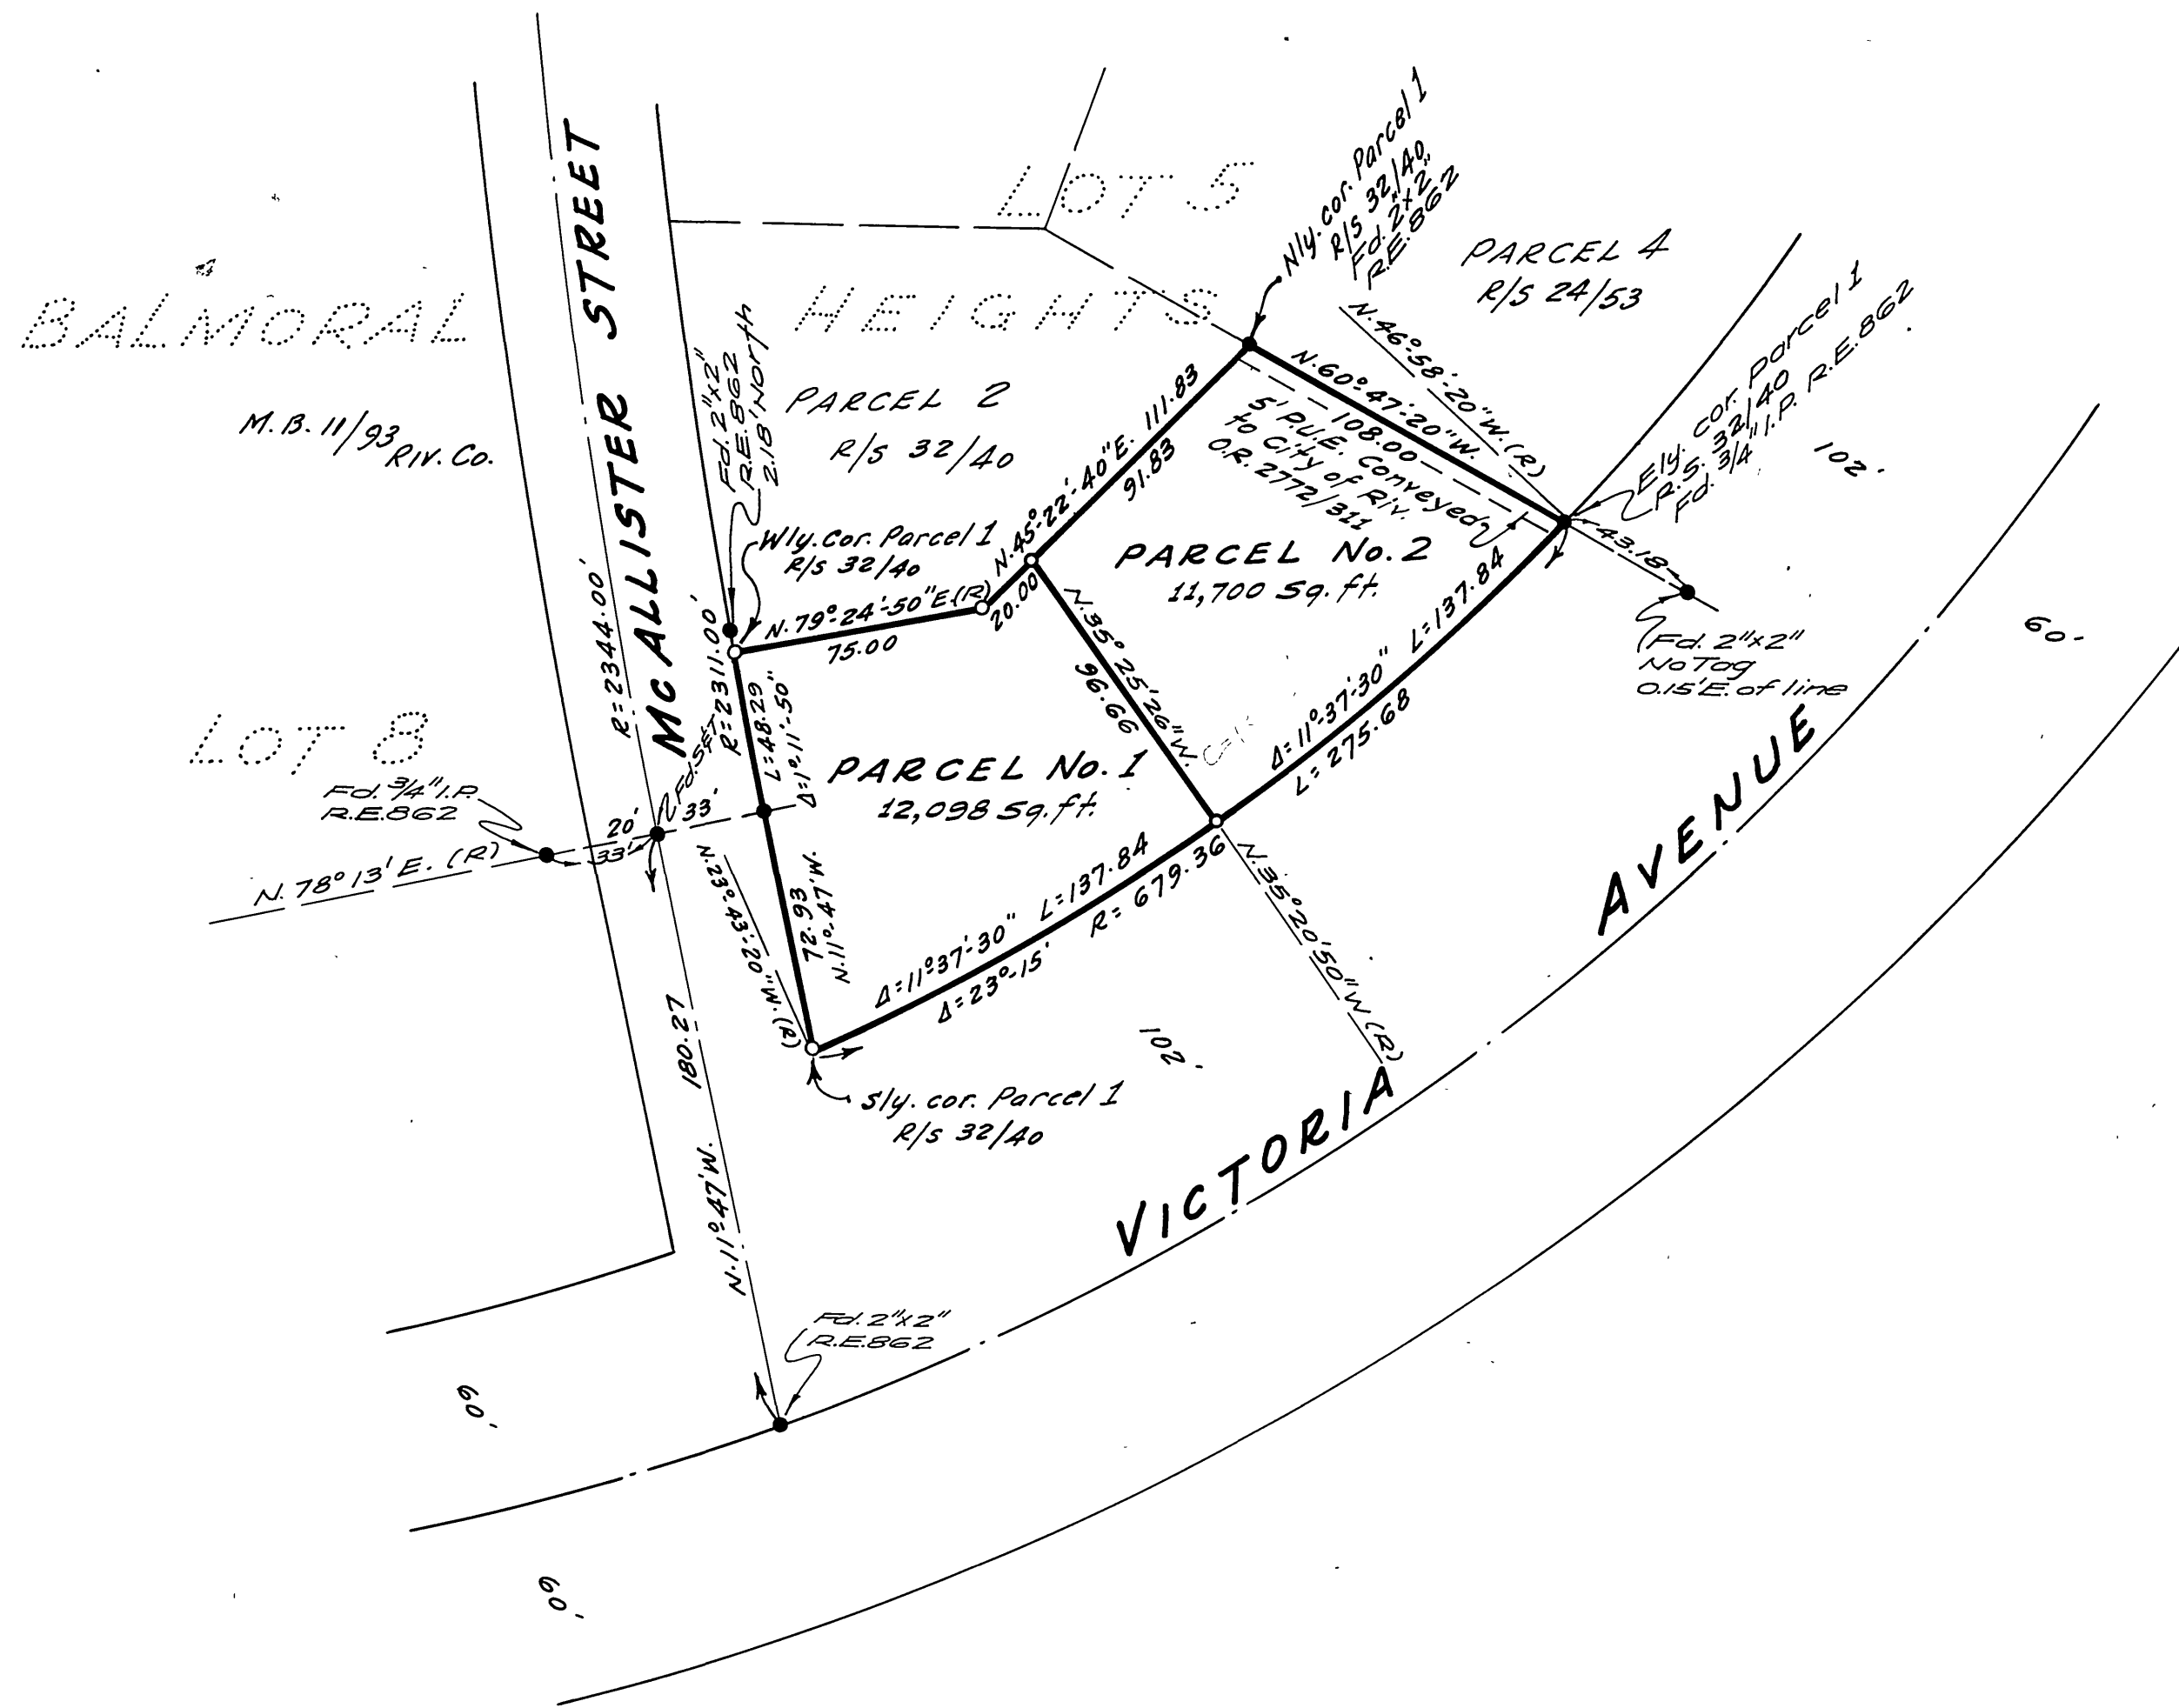 LOT 5
BALMORAL HEIGHTS
M.B. 11/93 RIV. CO.
MC ALLISTER STREET
PARCEL 2
R/S 32/40
Fd. 2"x2"
R.E.862
2.18' North
Nly. cor. Parcel 1
R/S 32/40,
Fd. 2"x2",
R.E. 862
PARCEL 4
R/S 24/53
N.46°-58'-20"W.(R)
Ely. cor. Parcel 1
R.S. 32/40
Fd. 3/4" I.P. R.E. 862
102'
60'
N.60°-47'-20"W.
108.00
5' P.U.E. Conveyed
to City of Riv.
O.R. 2772/311
N.45°-22'-40"E. 111.83
91.83
20.00
Wly. cor. Parcel 1
R/S 32/40
N.79°-24'-50"E.(R)
75.00
PARCEL No. 2
11,700 Sq. ft.
43.18
Fd. 2"x2"
No Tag
0.15' E. of line
N.35°25'-26"W.
96.66
Calc
Δ=11°-37'-30" L=137.84
L=275.68
R=2344.00'
R=2311.00'
L=48.29
Δ=1°-11'-50"
LOT 8
Fd. 3/4" I.P.
R.E.862
Fd. SET
20'
33'
33'
N. 78°13' E. (R)
PARCEL No. 1
12,098 Sq. ft.
72.93
N.11°-47'W.
N.23°-43'-20"W.(R)
Δ=11°37'-30" L=137.84
Δ=23°-15' R=679.36
N.35°20'50"W(R)
102'
Sly. cor. Parcel 1
R/S 32/40
180.27
N.11°-47'W.
VICTORIA AVENUE
Fd. 2"x2"
R.E.862
60'
60'